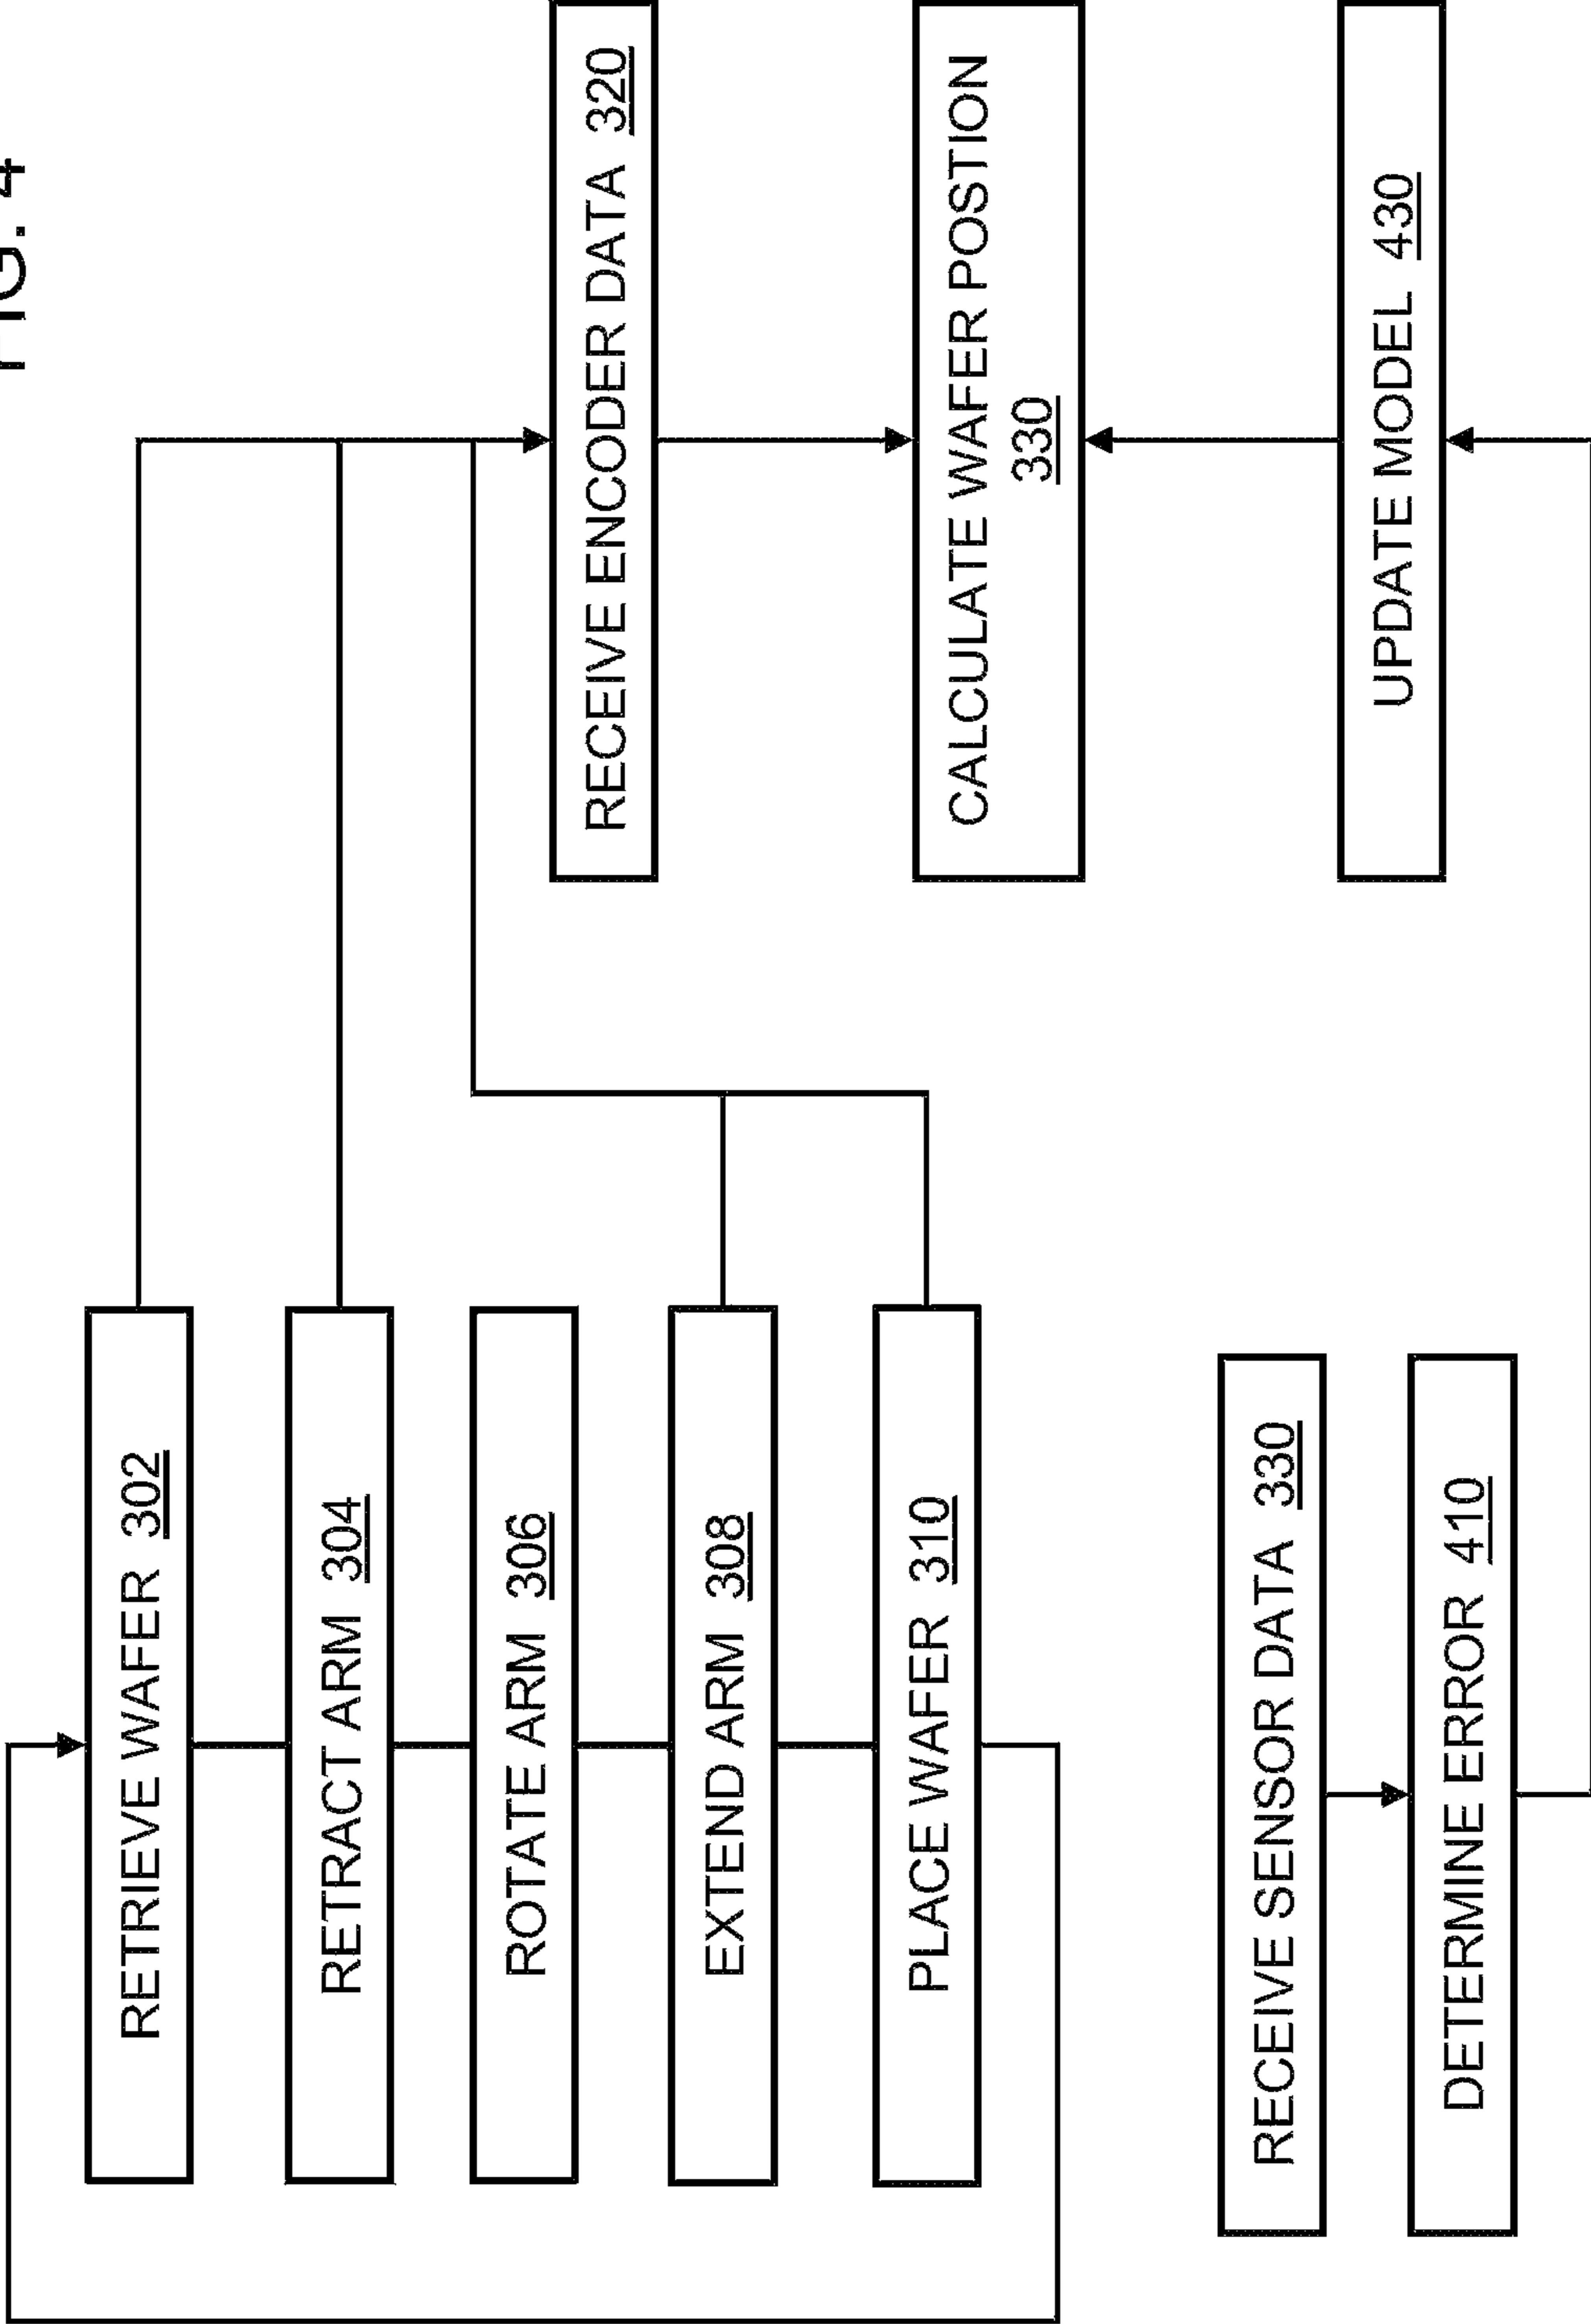 FIG. 4
RETRIEVE WAFER 302
RETRACT ARM 304
ROTATE ARM 306
EXTEND ARM 308
PLACE WAFER 310
RECEIVE SENSOR DATA 330
DETERMINE ERROR 410
RECEIVE ENCODER DATA 320
CALCULATE WAFER POSTION
330
UPDATE MODEL 430